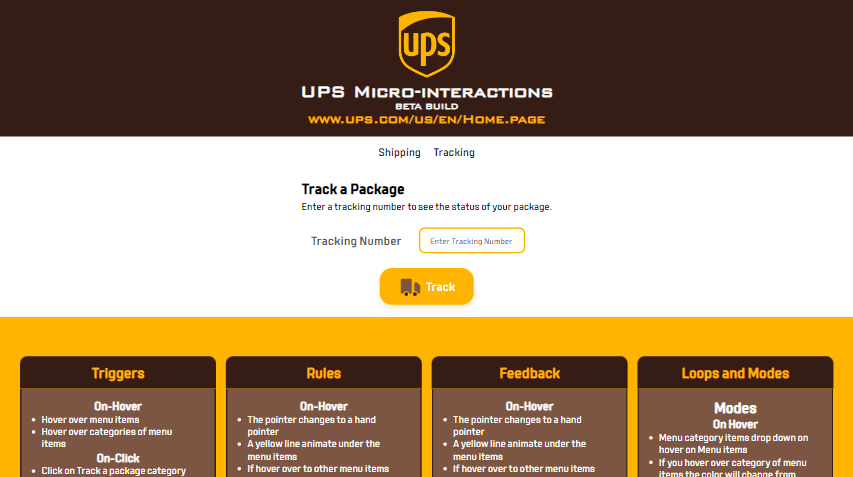 ups
UPS Micro-interactions
BETA BUILD
www.ups.com/us/en/Home.page
Shipping Tracking
Track a Package
Enter a tracking number to see the status of your package.
Tracking Number Enter Tracking Number
Track
Triggers
On-Hover
• Hover over menu items
• Hover over categories of menu
items
On-Click
• Click on Track a package category
Rules
On-Hover
• The pointer changes to a hand
pointer
• A yellow line animate under the
menu items
• If hover over to other menu items
Feedback
On-Hover
• The pointer changes to a hand
pointer
• A yellow line animate under the
menu items
• If hover over to other menu items
Loops and Modes
Modes
On Hover
• Menu category items drop down on
hover on Menu items
• If you hover over category of menu
items the color will change from